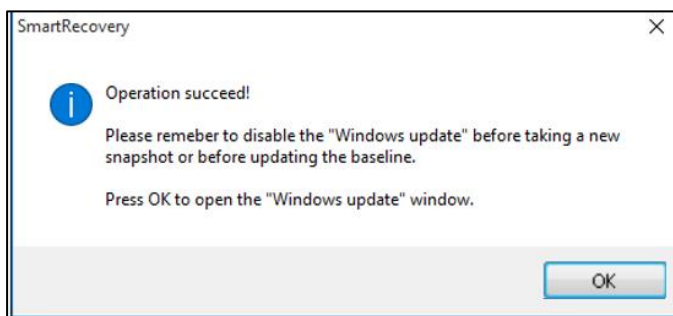 SmartRecovery
Operation succeed!
Please remeber to disable the "Windows update" before taking a new
snapshot or before updating the baseline.
Press OK to open the "Windows update" window.
OK